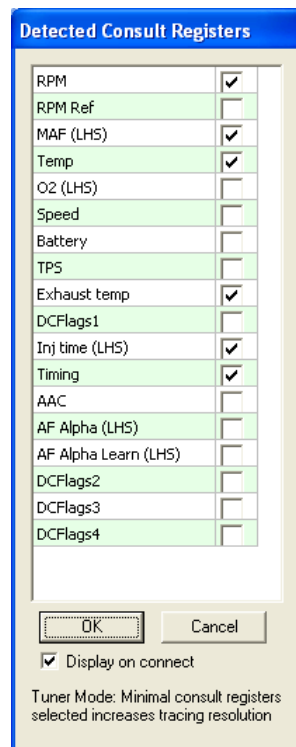 Detected Consult Registers
RPM
RPM Ref
MAF (LHS)
Temp
O2 (LHS)
Speed
Battery
TPS
Exhaust temp
DCFlags1
Inj time (LHS)
Timing
AAC
AF Alpha (LHS)
AF Alpha Learn (LHS)
DCFlags2
DCFlags3
DCFlags4
OK Cancel
Display on connect
Tuner Mode: Minimal consult registers
selected increases tracing resolution